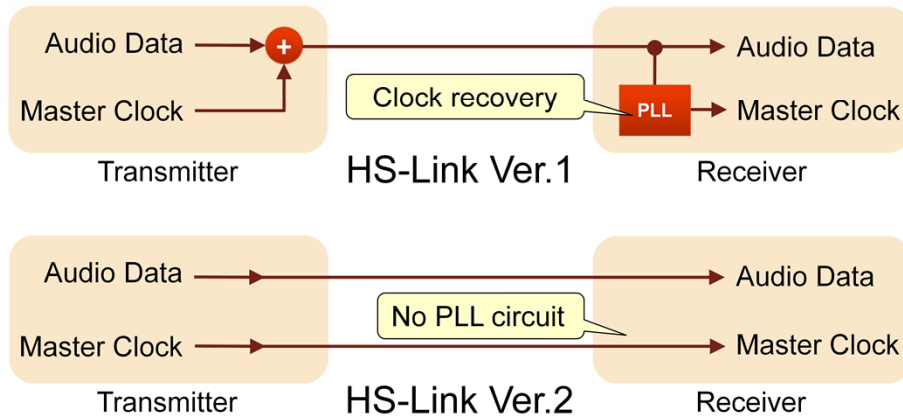 Audio Data
+
Audio Data
Clock recovery
PLL
Master Clock
Master Clock
Transmitter
HS-Link Ver.1
Receiver
Audio Data
Audio Data
No PLL circuit
Master Clock
Master Clock
Transmitter
HS-Link Ver.2
Receiver